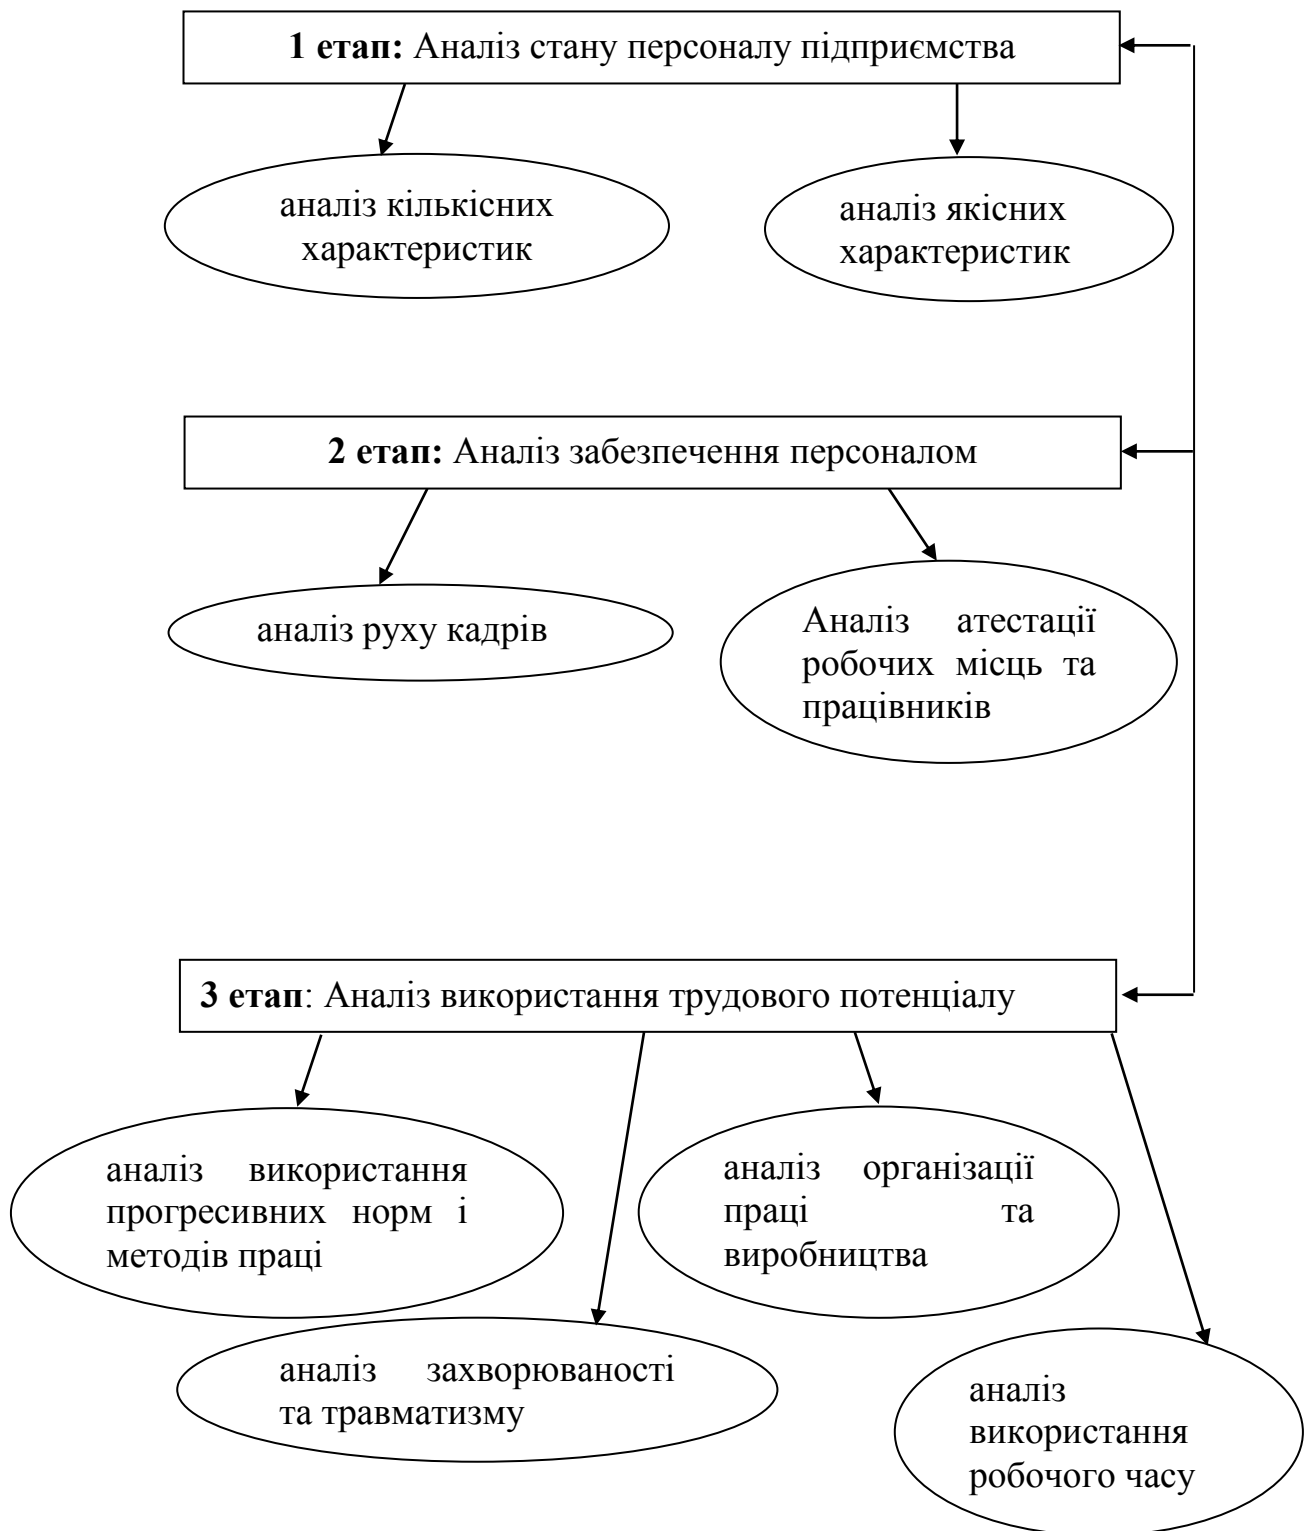 1 етап: Аналіз стану персоналу підприємства
аналіз кількісних
характеристик
аналіз якісних
характеристик
2 етап: Аналіз забезпечення персоналом
аналіз руху кадрів
Аналіз атестації
робочих місць та
працівників
3 етап: Аналіз використання трудового потенціалу
аналіз використання
прогресивних норм і
методів праці
аналіз організації
праці та
виробництва
аналіз захворюваності
та травматизму
аналіз
використання
робочого часу